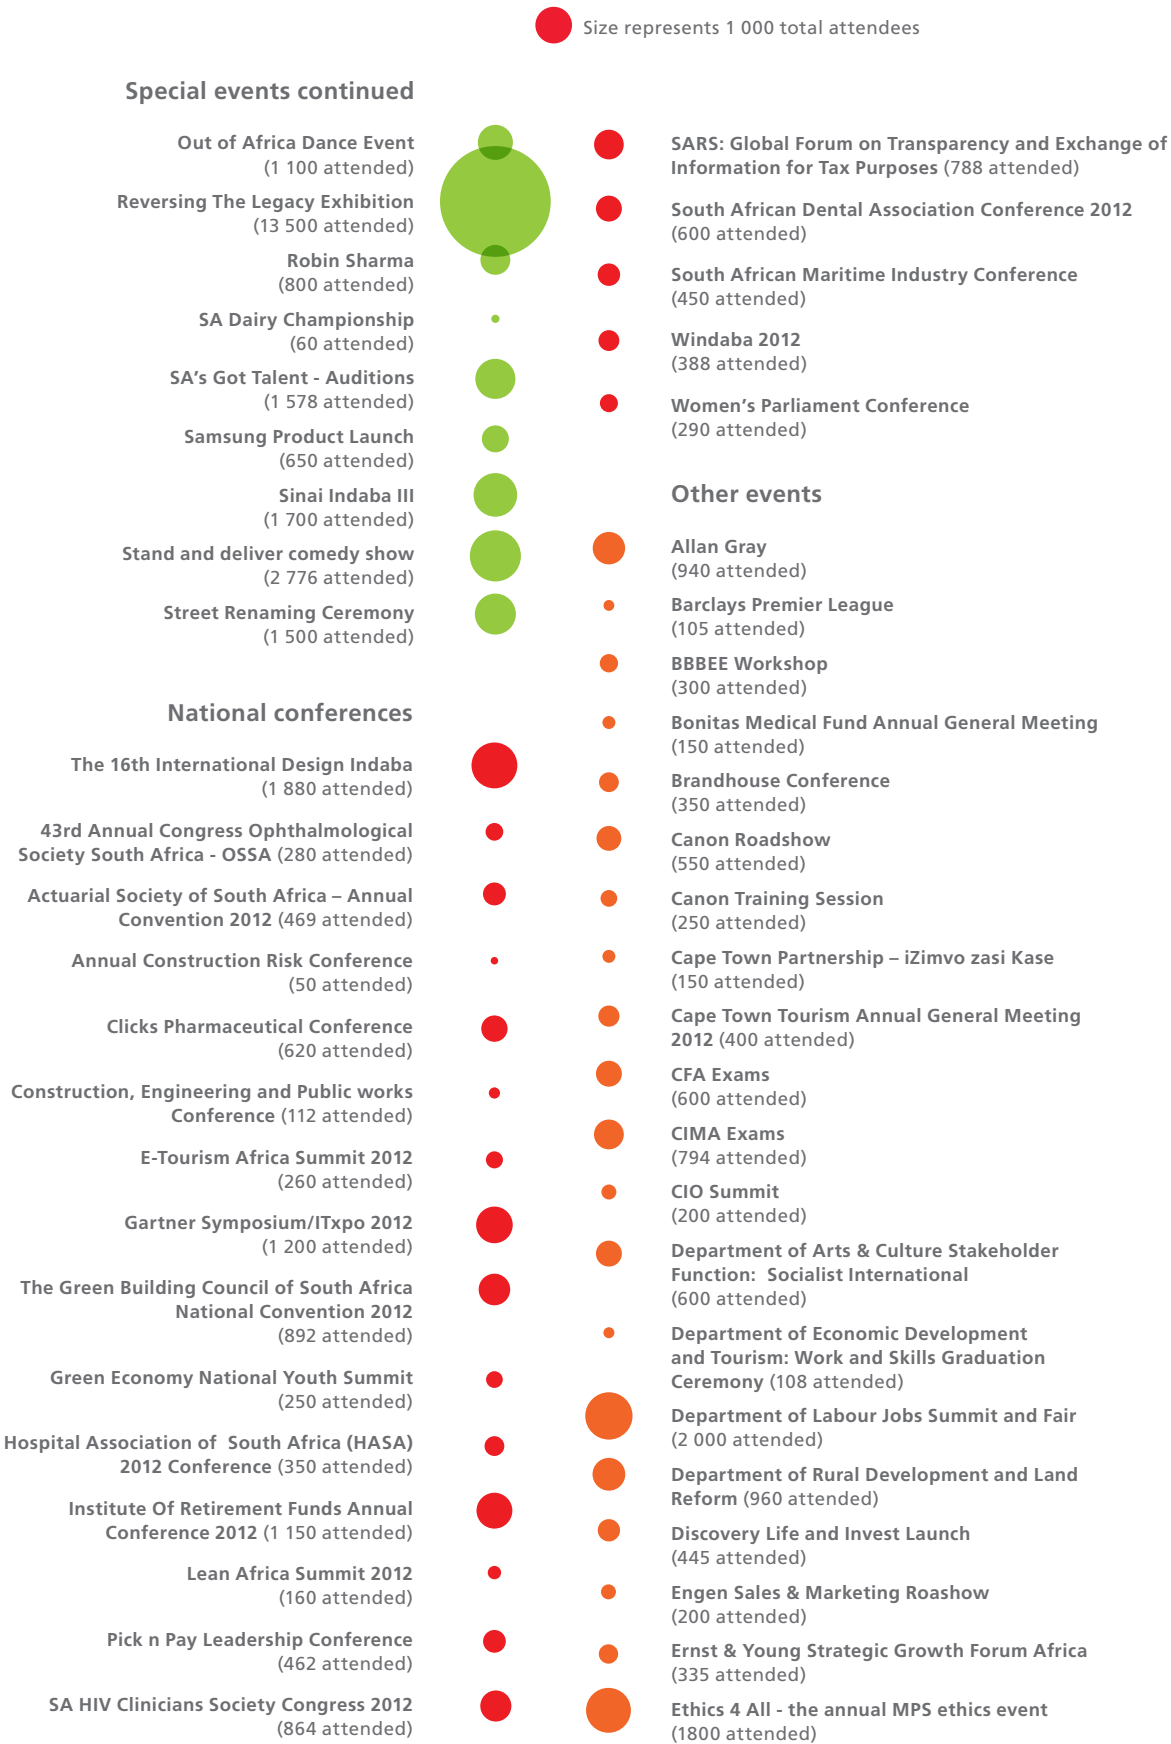 Size represents 1 000 total attendees
Special events continued
Out of Africa Dance Event
(1 100 attended)
Reversing The Legacy Exhibition
(13 500 attended)
Robin Sharma
(800 attended)
SA Dairy Championship
(60 attended)
SA's Got Talent - Auditions
(1 578 attended)
Samsung Product Launch
(650 attended)
Sinai Indaba III
(1 700 attended)
Stand and deliver comedy show
(2 776 attended)
Street Renaming Ceremony
(1 500 attended)
National conferences
The 16th International Design Indaba
(1 880 attended)
43rd Annual Congress Ophthalmological
Society South Africa - OSSA (280 attended)
Actuarial Society of South Africa – Annual
Convention 2012 (469 attended)
Annual Construction Risk Conference
(50 attended)
Clicks Pharmaceutical Conference
(620 attended)
Construction, Engineering and Public works
Conference (112 attended)
E-Tourism Africa Summit 2012
(260 attended)
Gartner Symposium/ITxpo 2012
(1 200 attended)
The Green Building Council of South Africa
National Convention 2012
(892 attended)
Green Economy National Youth Summit
(250 attended)
Hospital Association of  South Africa (HASA)
2012 Conference (350 attended)
Institute Of Retirement Funds Annual
Conference 2012 (1 150 attended)
Lean Africa Summit 2012
(160 attended)
Pick n Pay Leadership Conference
(462 attended)
SA HIV Clinicians Society Congress 2012
(864 attended)
SARS: Global Forum on Transparency and Exchange of
Information for Tax Purposes (788 attended)
South African Dental Association Conference 2012
(600 attended)
South African Maritime Industry Conference
(450 attended)
Windaba 2012
(388 attended)
Women's Parliament Conference
(290 attended)
Other events
Allan Gray
(940 attended)
Barclays Premier League
(105 attended)
BBBEE Workshop
(300 attended)
Bonitas Medical Fund Annual General Meeting
(150 attended)
Brandhouse Conference
(350 attended)
Canon Roadshow
(550 attended)
Canon Training Session
(250 attended)
Cape Town Partnership – iZimvo zasi Kase
(150 attended)
Cape Town Tourism Annual General Meeting
2012 (400 attended)
CFA Exams
(600 attended)
CIMA Exams
(794 attended)
CIO Summit
(200 attended)
Department of Arts & Culture Stakeholder
Function:  Socialist International
(600 attended)
Department of Economic Development
and Tourism: Work and Skills Graduation
Ceremony (108 attended)
Department of Labour Jobs Summit and Fair
(2 000 attended)
Department of Rural Development and Land
Reform (960 attended)
Discovery Life and Invest Launch
(445 attended)
Engen Sales & Marketing Roashow
(200 attended)
Ernst & Young Strategic Growth Forum Africa
(335 attended)
Ethics 4 All - the annual MPS ethics event
(1800 attended)